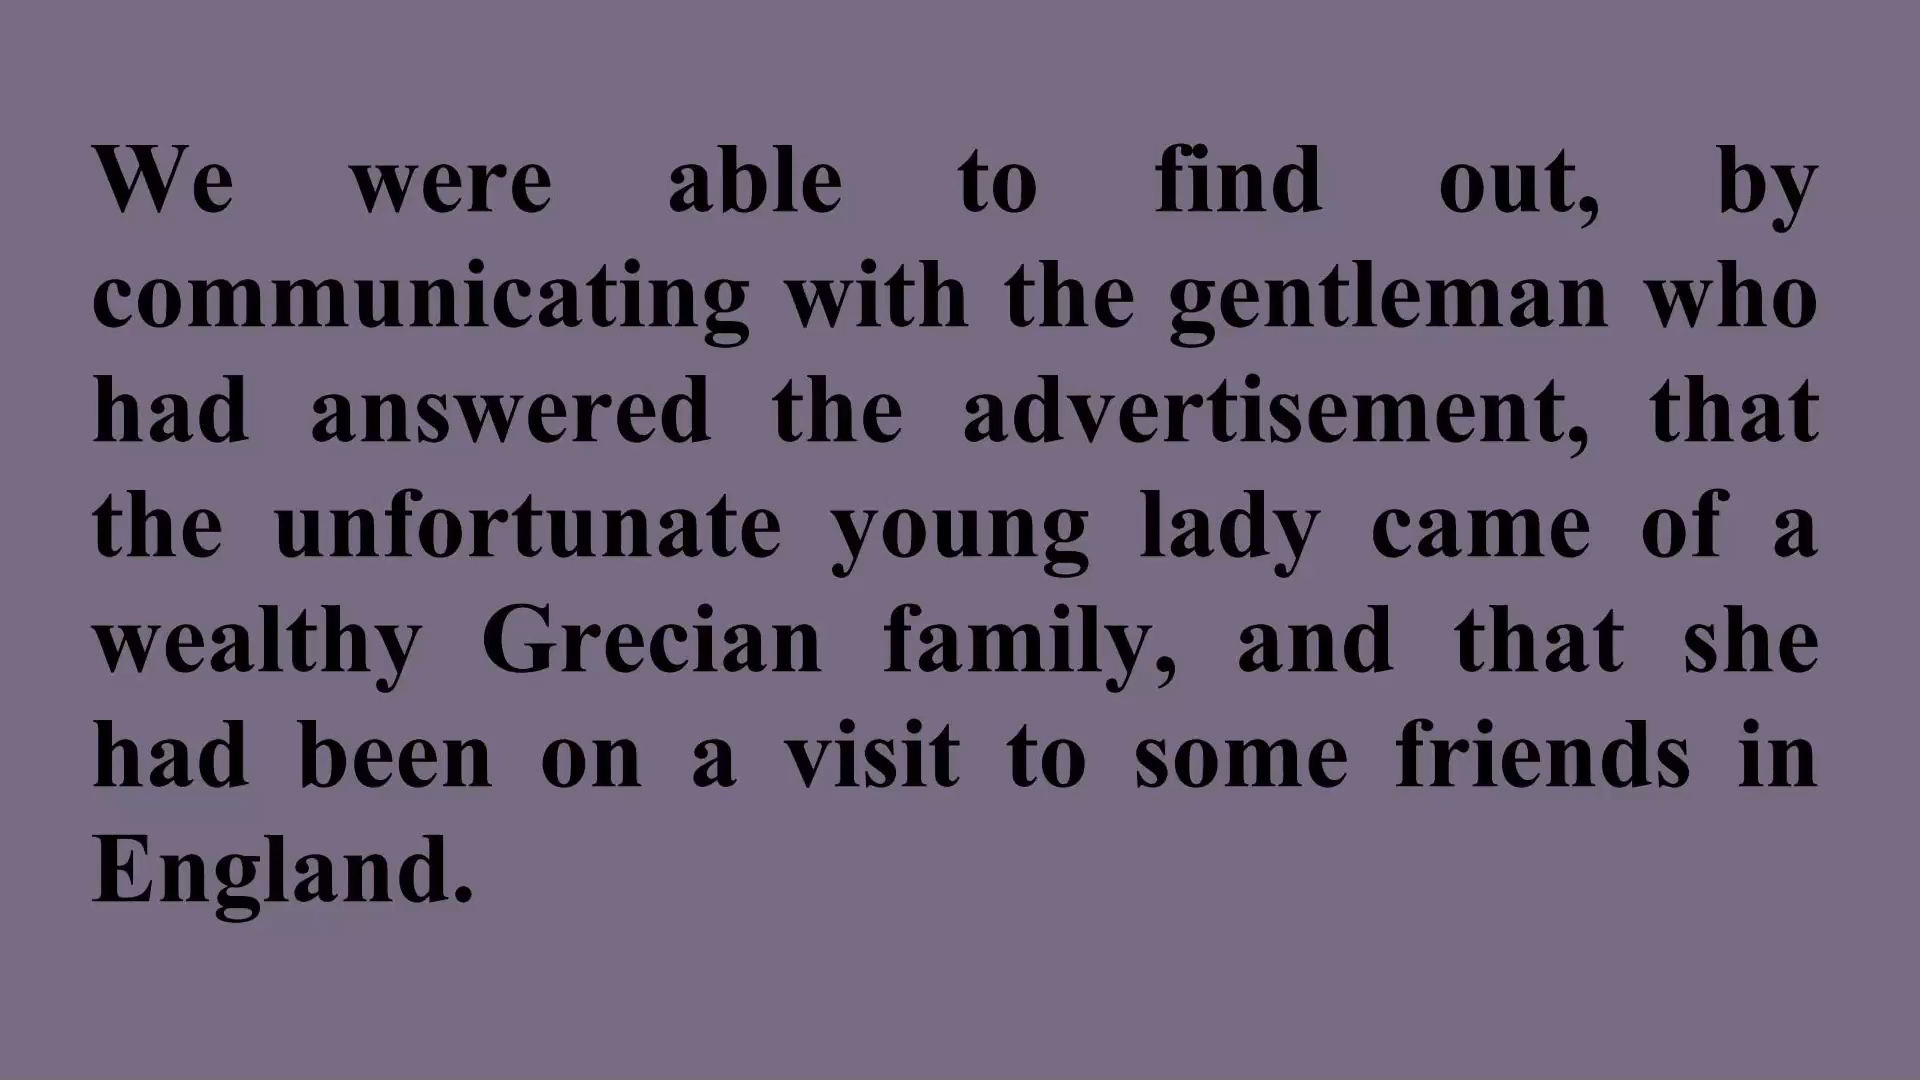 We were able to find out, by
communicating with the gentleman who
had answered the advertisement, that
the unfortunate young lady came of a
wealthy Grecian family, and that she
had been on a visit to some friends in
England.